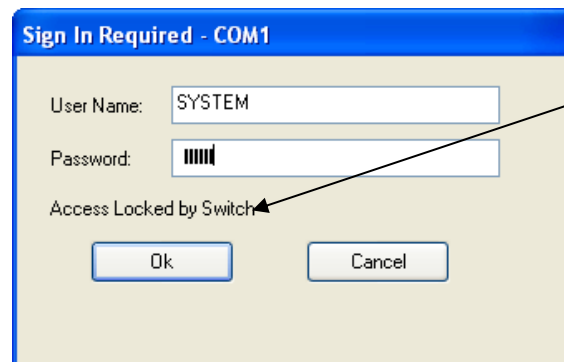 Sign In Required - COM1
User Name: SYSTEM
Password:
Access Locked by Switch
Ok Cancel